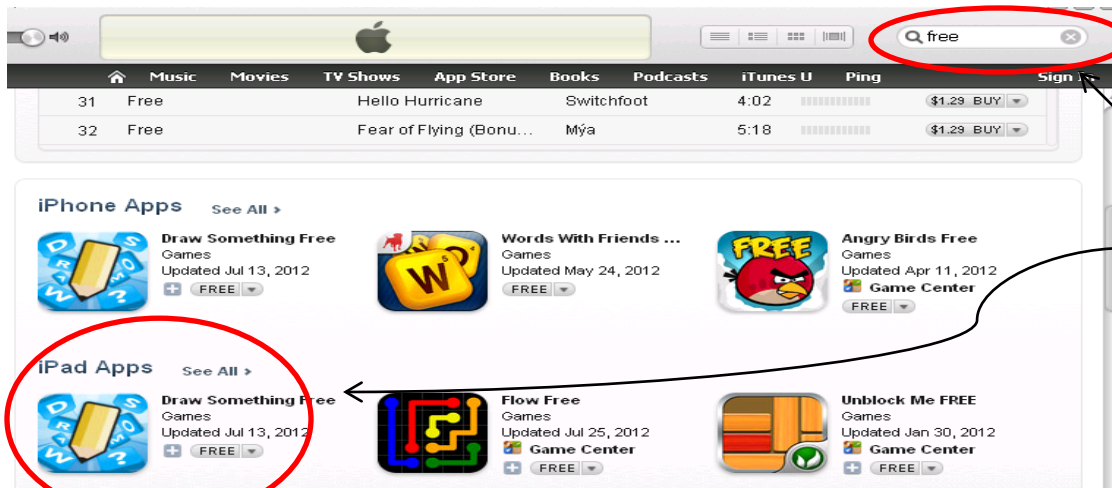 free
Music Movies TV Shows App Store Books Podcasts iTunes U Ping Sign In
31 Free Hello Hurricane Switchfoot 4:02 $1.29 BUY
32 Free Fear of Flying (Bonu... Mýa 5:18 $1.29 BUY
iPhone Apps See All >
Draw Something Free Words With Friends ... Angry Birds Free
Games Games Games
Updated Jul 13, 2012 Updated May 24, 2012 Updated Apr 11, 2012
FREE FREE Game Center
FREE
iPad Apps See All >
Draw Something Free Flow Free Unblock Me FREE
Games Games Games
Updated Jul 13, 2012 Updated Jul 25, 2012 Updated Jan 30, 2012
FREE Game Center Game Center
FREE FREE